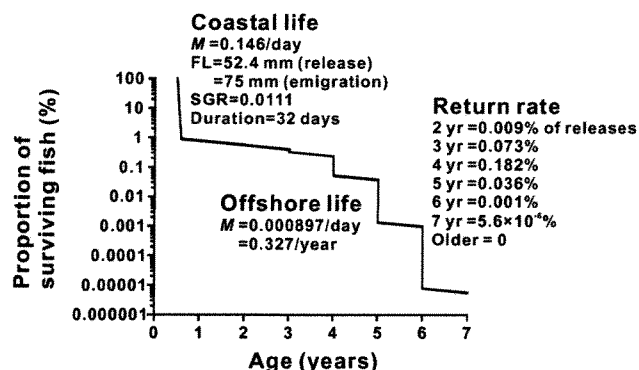 Coastal life
M=0.146/day
FL=52.4 mm (release)
=75 mm (emigration)
SGR=0.0111
Duration=32 days
Return rate
2 yr =0.009% of releases
3 yr =0.073%
4 yr =0.182%
5 yr =0.036%
6 yr =0.001%
7 yr =5.6×10⁻⁶%
Older = 0
Offshore life
M=0.000897/day
=0.327/year
Proportion of
surviving fish (%)
100
10
1
0.1
0.01
0.001
0.0001
0.00001
0.000001
0 1 2 3 4 5 6 7
Age (years)